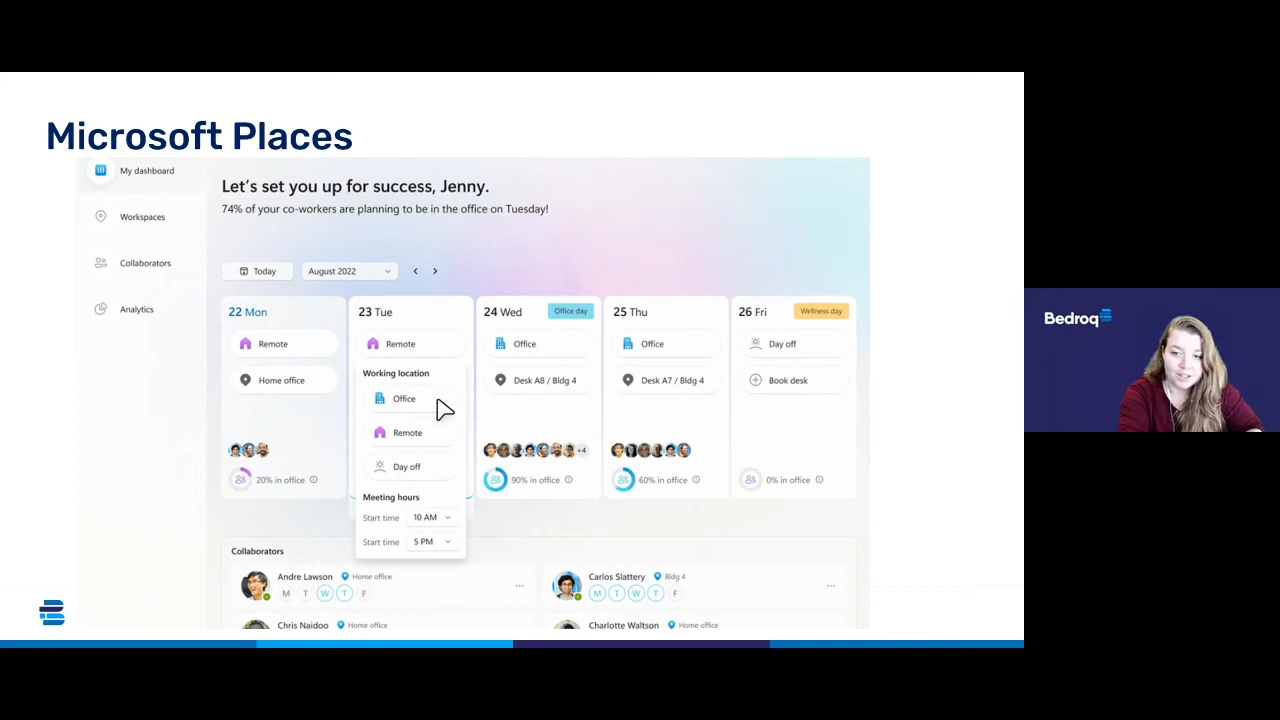 Microsoft Places
My dashboard
Workspaces
Collaborators
Analytics
Let's set you up for success, Jenny.
74% of your co-workers are planning to be in the office on Tuesday!
Today
August 2022
22 Mon
Remote
Home office
20% in office
23 Tue
Remote
Working location
Office
Remote
Day off
Meeting hours
Start time 10 AM
Start time 5 PM
24 Wed Office day
Office
Desk A8 / Bldg 4
+4
90% in office
25 Thu
Office
Desk A7 / Bldg 4
60% in office
26 Fri Wellness day
Day off
Book desk
0% in office
Collaborators
Andre Lawson Home office
M T W T F
Carlos Slattery Bldg 4
M T W T F
Chris Naidoo Home office
Charlotte Waltson Home office
Bedroq